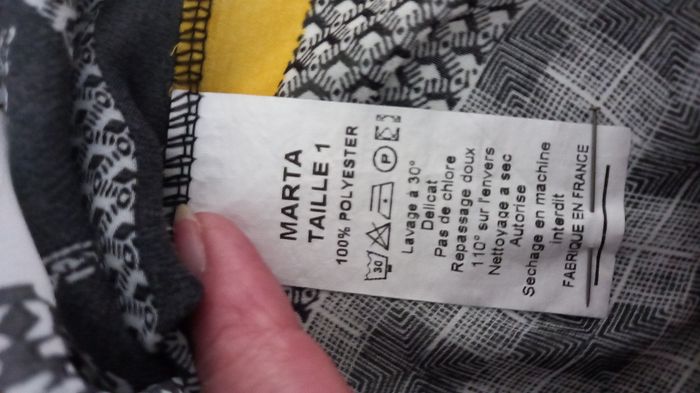 MARTA
TAILLE 1
100% POLYESTER
30 P
Lavage à 30°
Delicat
Pas de chlore
Repassage doux
110° sur l'envers
Nettoyage a sec
Autorise
Sechage en machine
interdit
FABRIQUE EN FRANCE